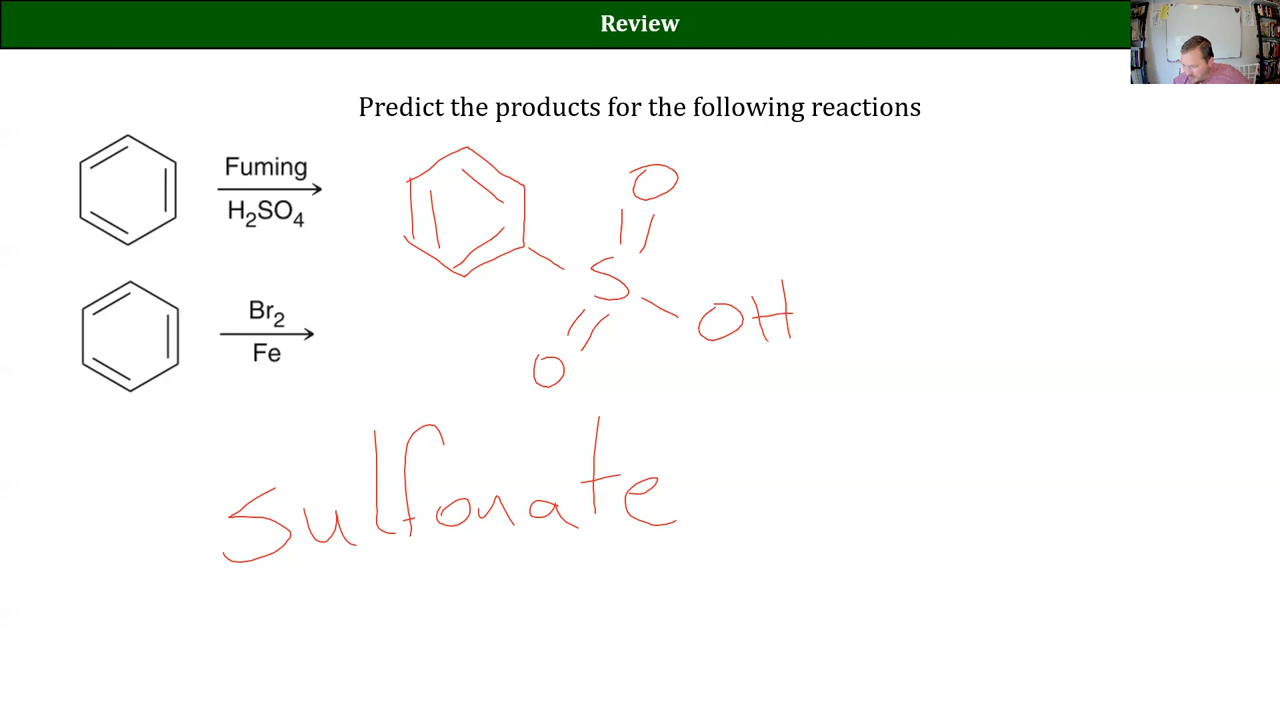 Review
Predict the products for the following reactions
Fuming
H₂SO₄
O
S
OH
O
Br₂
Fe
sulfonate